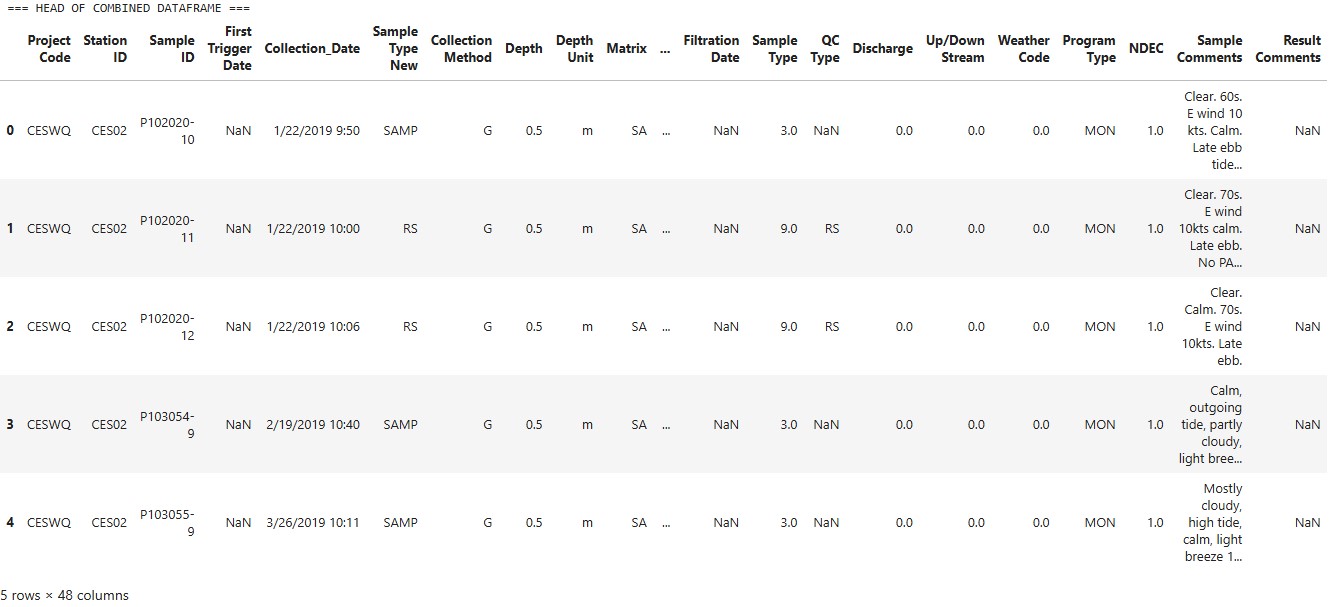 === HEAD OF COMBINED DATAFRAME ===
Project Code Station ID Sample ID First Trigger Date Collection_Date Sample Type New Collection Method Depth Depth Unit Matrix ... Filtration Date Sample Type QC Type Discharge Up/Down Stream Weather Code Program Type NDEC Sample Comments Result Comments
0 CESWQ CES02 P102020-10 NaN 1/22/2019 9:50 SAMP G 0.5 m SA ... NaN 3.0 NaN 0.0 0.0 0.0 MON 1.0 Clear. 60s. E wind 10 kts. Calm. Late ebb tide... NaN
1 CESWQ CES02 P102020-11 NaN 1/22/2019 10:00 RS G 0.5 m SA ... NaN 9.0 RS 0.0 0.0 0.0 MON 1.0 Clear. 70s. E wind 10kts calm. Late ebb. No PA... NaN
2 CESWQ CES02 P102020-12 NaN 1/22/2019 10:06 RS G 0.5 m SA ... NaN 9.0 RS 0.0 0.0 0.0 MON 1.0 Clear. Calm. 70s. E wind 10kts. Late ebb. NaN
3 CESWQ CES02 P103054-9 NaN 2/19/2019 10:40 SAMP G 0.5 m SA ... NaN 3.0 NaN 0.0 0.0 0.0 MON 1.0 Calm, outgoing tide, partly cloudy, light bree... NaN
4 CESWQ CES02 P103055-9 NaN 3/26/2019 10:11 SAMP G 0.5 m SA ... NaN 3.0 NaN 0.0 0.0 0.0 MON 1.0 Mostly cloudy, high tide, calm, light breeze 1... NaN
5 rows × 48 columns